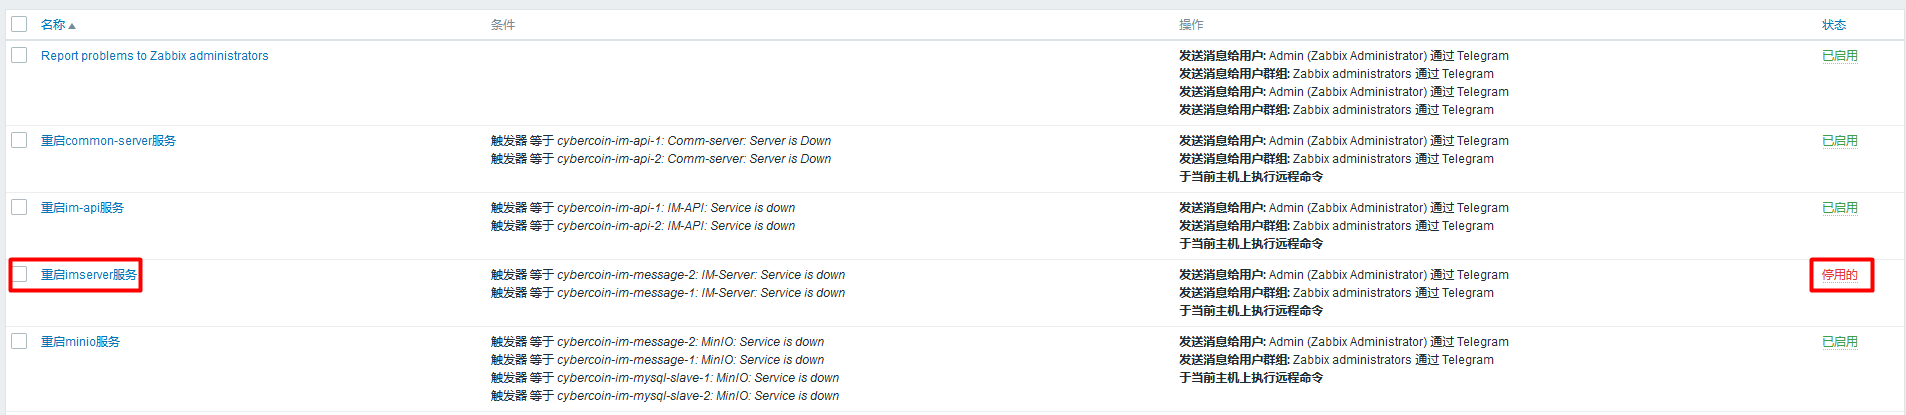 名称 条件 操作 状态
Report problems to Zabbix administrators 发送消息给用户: Admin (Zabbix Administrator) 通过 Telegram 已启用
发送消息给用户群组: Zabbix administrators 通过 Telegram
发送消息给用户: Admin (Zabbix Administrator) 通过 Telegram
发送消息给用户群组: Zabbix administrators 通过 Telegram
重启common-server服务 触发器 等于 cybercoin-im-api-1: Comm-server: Server is Down 发送消息给用户: Admin (Zabbix Administrator) 通过 Telegram 已启用
触发器 等于 cybercoin-im-api-2: Comm-server: Server is Down 发送消息给用户群组: Zabbix administrators 通过 Telegram
于当前主机上执行远程命令
重启im-api服务 触发器 等于 cybercoin-im-api-1: IM-API: Service is down 发送消息给用户: Admin (Zabbix Administrator) 通过 Telegram 已启用
触发器 等于 cybercoin-im-api-2: IM-API: Service is down 发送消息给用户群组: Zabbix administrators 通过 Telegram
于当前主机上执行远程命令
重启imserver服务 触发器 等于 cybercoin-im-message-2: IM-Server: Service is down 发送消息给用户: Admin (Zabbix Administrator) 通过 Telegram 停用的
触发器 等于 cybercoin-im-message-1: IM-Server: Service is down 发送消息给用户群组: Zabbix administrators 通过 Telegram
于当前主机上执行远程命令
重启minio服务 触发器 等于 cybercoin-im-message-2: MinIO: Service is down 发送消息给用户: Admin (Zabbix Administrator) 通过 Telegram 已启用
触发器 等于 cybercoin-im-message-1: MinIO: Service is down 发送消息给用户群组: Zabbix administrators 通过 Telegram
触发器 等于 cybercoin-im-mysql-slave-1: MinIO: Service is down 于当前主机上执行远程命令
触发器 等于 cybercoin-im-mysql-slave-2: MinIO: Service is down